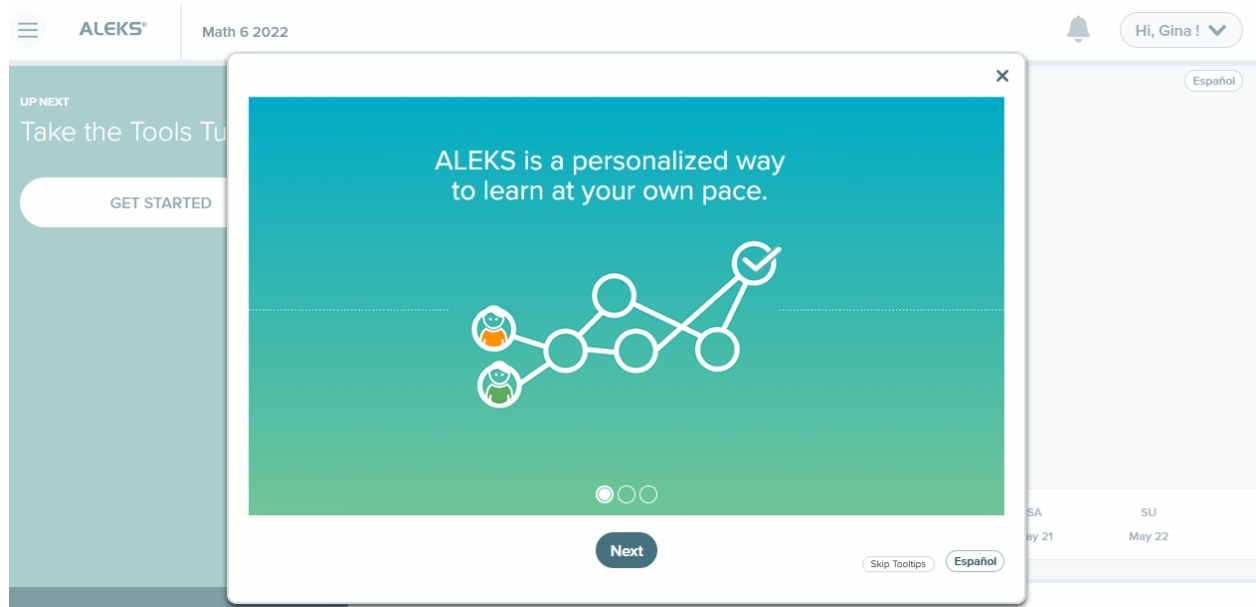 ALEKS®
Math 6 2022
Hi, Gina !
Español
UP NEXT
Take the Tools
GET STARTED
ALEKS is a personalized way
to learn at your own pace.
Next
Skip Tooltips
Español
SA
SU
May 22